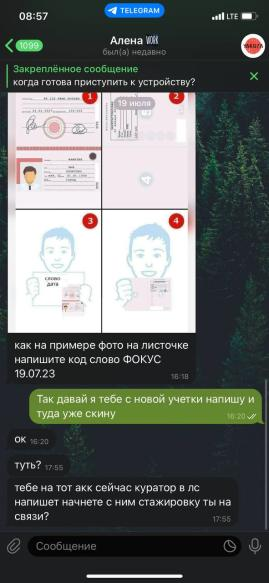 08:57
TELEGRAM
LTE
1099
Алена WORK
был(а) недавно
YAKUZA
Закреплённое сообщение
когда готова приступить к устройству?
19 июля
1
2
3
4
СЛОВО
ДАТА
как на примере фото на листочке
напишите код слово ФОКУС
19.07.23
16:18
Так давай я тебе с новой учетки напишу и
туда уже скину
16:20
ок 16:20
туть? 17:55
тебе на тот акк сейчас куратор в лс
напишет начнете с ним стажировку ты на
связи?
17:55
Сообщение